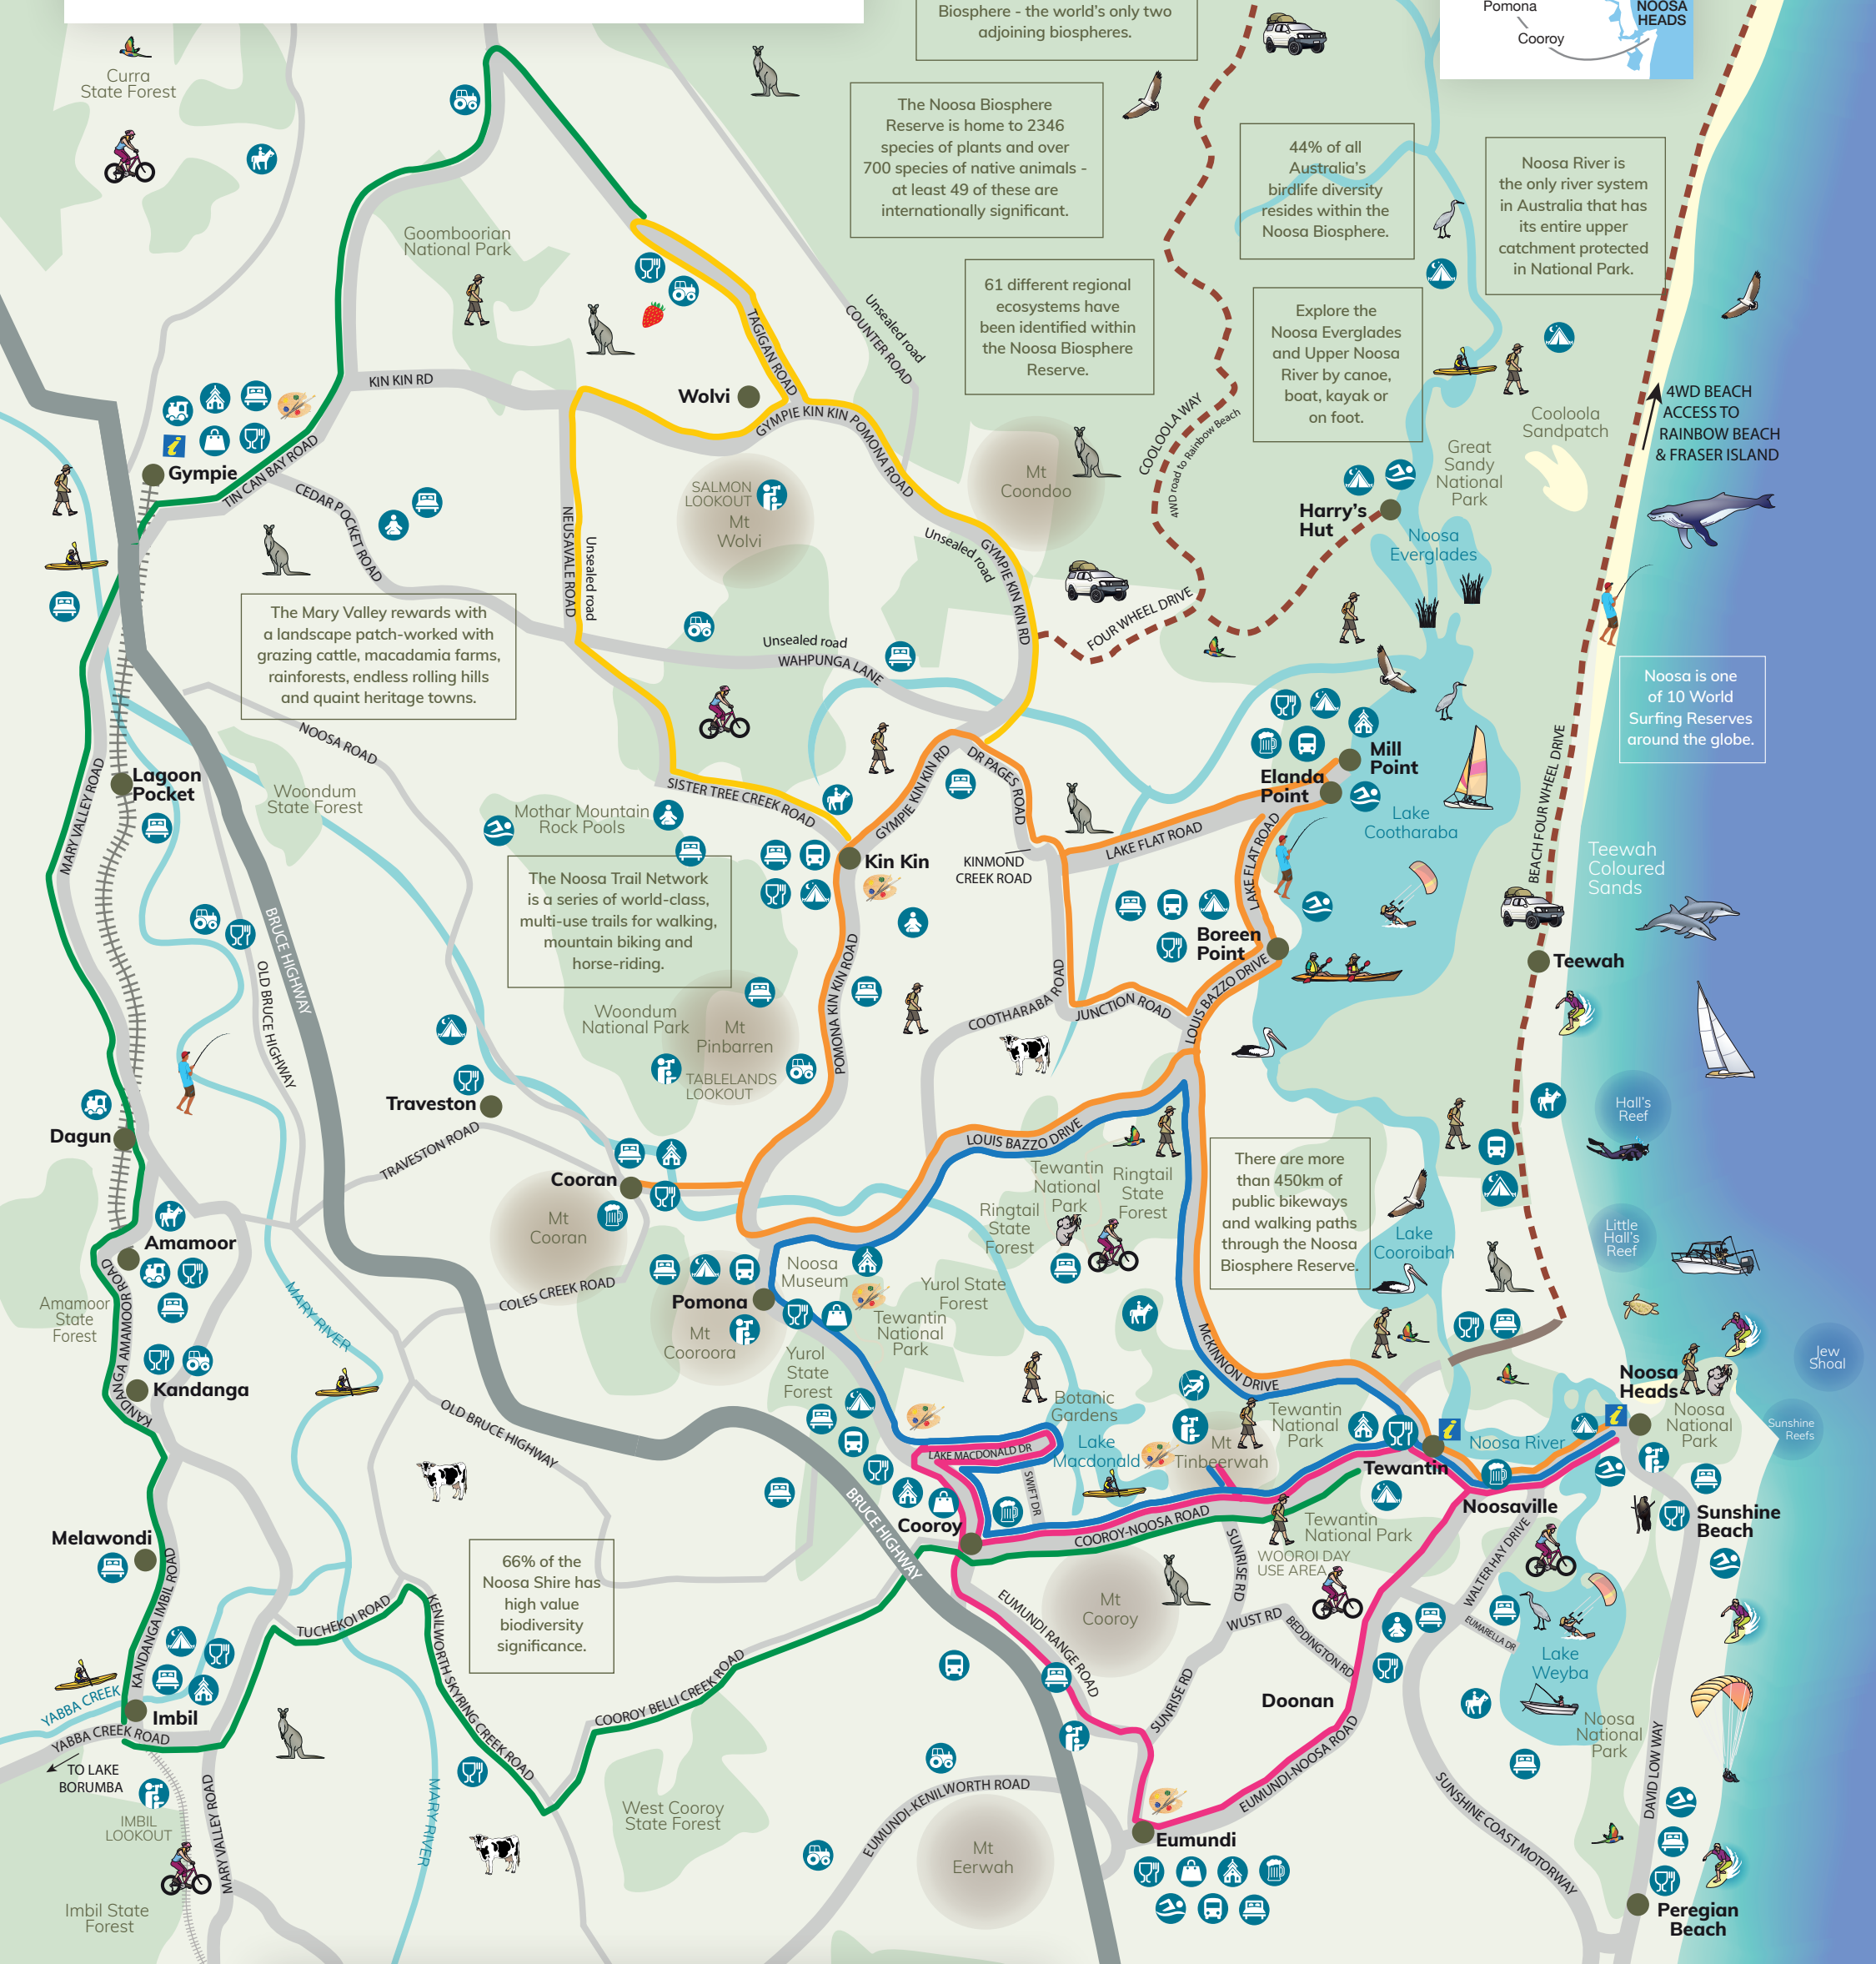 Biosphere - the world's only two
adjoining biospheres.
Pomona
Cooroy
NOOSA
HEADS
Curra
State Forest
The Noosa Biosphere
Reserve is home to 2346
species of plants and over
700 species of native animals -
at least 49 of these are
internationally significant.
44% of all
Australia's
birdlife diversity
resides within the
Noosa Biosphere.
Noosa River is
the only river system
in Australia that has
its entire upper
catchment protected
in National Park.
Goomboorian
National Park
61 different regional
ecosystems have
been identified within
the Noosa Biosphere
Reserve.
Explore the
Noosa Everglades
and Upper Noosa
River by canoe,
boat, kayak or
on foot.
Unsealed road
COUNTER ROAD
TAGIGAN ROAD
KIN KIN RD
Wolvi
GYMPIE KIN KIN POMONA ROAD
COOLOOLA WAY
4WD road to Rainbow Beach
4WD BEACH
ACCESS TO
RAINBOW BEACH
& FRASER ISLAND
Cooloola
Sandpatch
Great
Sandy
National
Park
Gympie
TIN CAN BAY ROAD
CEDAR POCKET ROAD
SALMON
LOOKOUT
Mt
Wolvi
Mt
Coondoo
Harry's
Hut
Noosa
Everglades
NEUSAVALE ROAD
Unsealed road
Unsealed road
GYMPIE KIN KIN RD
FOUR WHEEL DRIVE
The Mary Valley rewards with
a landscape patch-worked with
grazing cattle, macadamia farms,
rainforests, endless rolling hills
and quaint heritage towns.
Unsealed road
WAHPUNGA LANE
Noosa is one
of 10 World
Surfing Reserves
around the globe.
NOOSA ROAD
Lagoon
Pocket
MARY VALLEY ROAD
Woondum
State Forest
Mothar Mountain
Rock Pools
SISTER TREE CREEK ROAD
GYMPIE KIN KIN RD
DR PAGES ROAD
Mill
Point
Elanda
Point
Lake
Cootharaba
BEACH FOUR WHEEL DRIVE
Teewah
Coloured
Sands
Kin Kin
KINMOND
CREEK ROAD
LAKE FLAT ROAD
LAKE FLAT ROAD
The Noosa Trail Network
is a series of world-class,
multi-use trails for walking,
mountain biking and
horse-riding.
BRUCE HIGHWAY
OLD BRUCE HIGHWAY
Boreen
Point
Teewah
POMONA KIN KIN ROAD
COOTHARABA ROAD
JUNCTION ROAD
LOUIS BAZZO DRIVE
Woondum
National Park
Mt
Pinbarren
TABLELANDS
LOOKOUT
Traveston
TRAVESTON ROAD
Dagun
Hall's
Reef
LOUIS BAZZO DRIVE
Tewantin
National
Park
Ringtail
State
Forest
Ringtail
State
Forest
There are more
than 450km of
public bikeways
and walking paths
through the Noosa
Biosphere Reserve.
Cooran
Mt
Cooran
Lake
Cooroibah
Little
Hall's
Reef
Amamoor
Amamoor
State
Forest
KANDANGA AMAMOOR ROAD
MARY RIVER
COLES CREEK ROAD
Pomona
Noosa
Museum
Yurol State
Forest
Tewantin
National
Park
Mt
Cooroora
Yurol
State
Forest
McKINNON DRIVE
Jew
Shoal
Kandanga
OLD BRUCE HIGHWAY
Botanic
Gardens
Lake
Macdonald
LAKE MACDONALD DR
SWIFT DR
Mt
Tinbeerwah
Tewantin
National
Park
Noosa River
Noosa
Heads
Noosa
National
Park
Sunshine
Reefs
Tewantin
Noosaville
Sunshine
Beach
BRUCE HIGHWAY
Cooroy
COOROY-NOOSA ROAD
Tewantin
National Park
WOOROI DAY
USE AREA
Melawondi
KANDANGA IMBIL ROAD
66% of the
Noosa Shire has
high value
biodiversity
significance.
Mt
Cooroy
SUNRISE RD
WUST RD
BEDDINGTON RD
WALTER HAY DRIVE
EUMARELLA DR
Lake
Weyba
TUCHEKOI ROAD
KENILWORTH SKYRING CREEK ROAD
COOROY BELLI CREEK ROAD
EUMUNDI RANGE ROAD
SUNRISE RD
Doonan
EUMUNDI-NOOSA ROAD
Noosa
National
Park
DAVID LOW WAY
YABBA CREEK
Imbil
YABBA CREEK ROAD
TO LAKE
BORUMBA
IMBIL
LOOKOUT
MARY VALLEY ROAD
MARY RIVER
West Cooroy
State Forest
EUMUNDI-KENILWORTH ROAD
Mt
Eerwah
Eumundi
SUNSHINE COAST MOTORWAY
Imbil State
Forest
Peregian
Beach